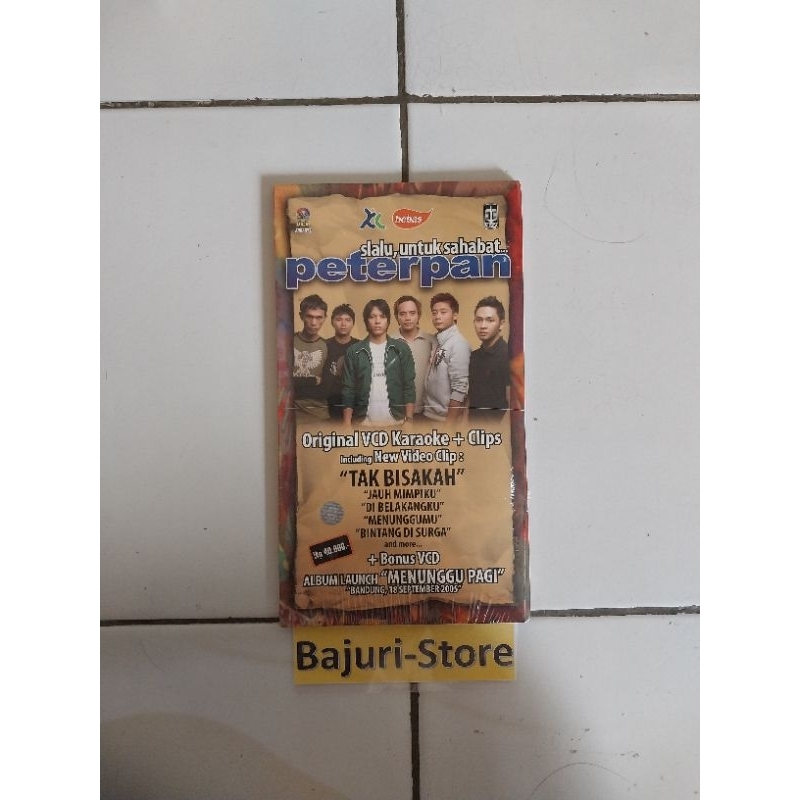 XL
bebas
slalu, untuk sahabat...
peterpan
Original VCD Karaoke + Clips
Including New Video Clip :
"TAK BISAKAH"
"JAUH MIMPIKU"
"DI BELAKANGKU"
"MENUNGGUMU"
"BINTANG DI SURGA"
and more...
+ Bonus VCD
ALBUM LAUNCH "MENUNGGU PAGI"
"BANDUNG, 18 SEPTEMBER 2005"
Bajuri-Store